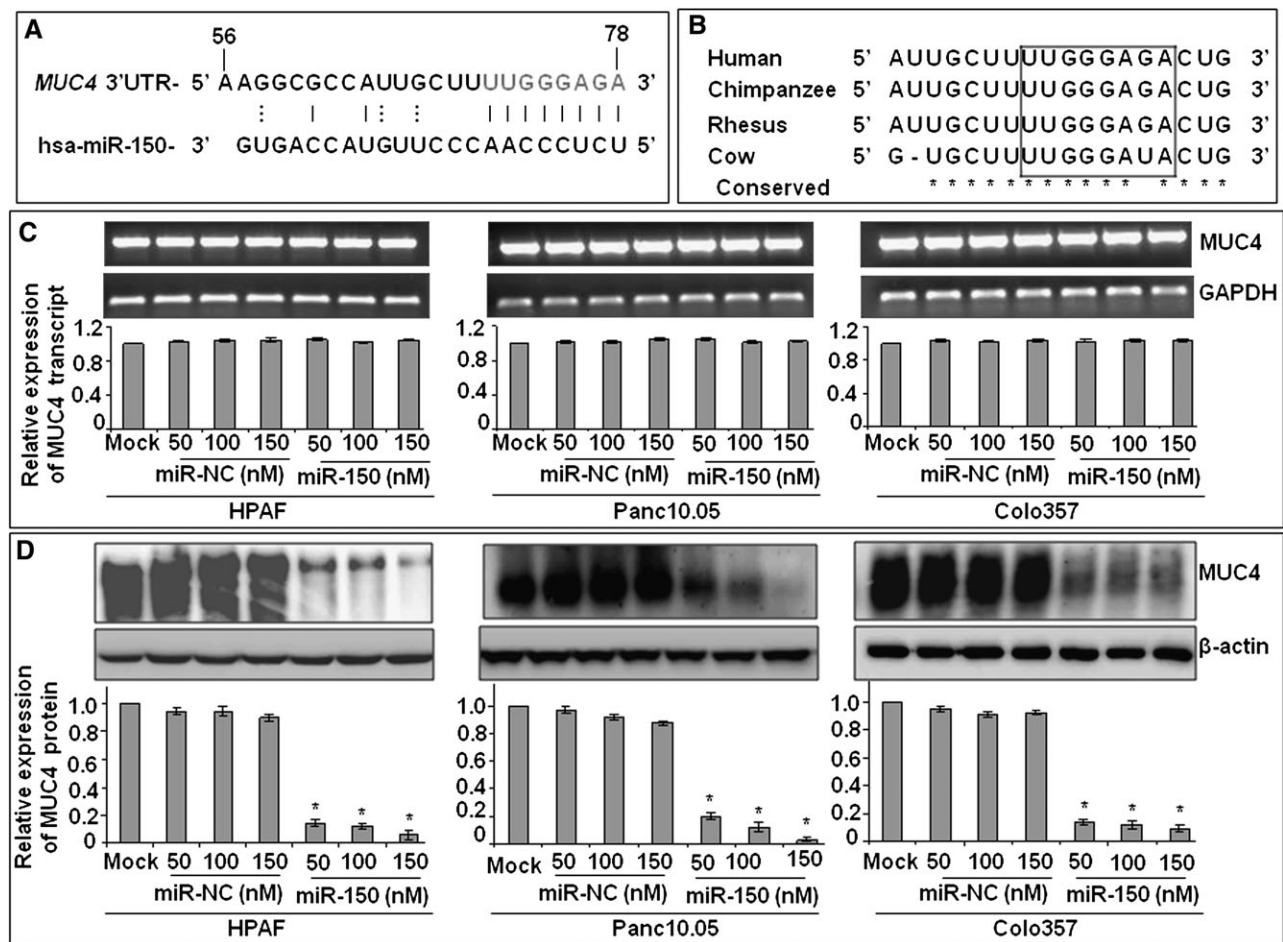 A
56 78
MUC4 3'UTR- 5' AAGGCGCCAUUGCUUUUGGGAGA 3'
hsa-miR-150- 3' GUGACCAUGUUCCCAACCCUCU 5'
B
Human 5' AUUGCUUUUGGGAGACUG 3'
Chimpanzee 5' AUUGCUUUUGGGAGACUG 3'
Rhesus 5' AUUGCUUUUGGGAGACUG 3'
Cow 5' G-UGCUUUUGGGAUACUG 3'
Conserved * * * * * * * * * * * * * * *
C
MUC4
GAPDH
Relative expression
of MUC4 transcript
1.2
0.8
0.4
0
Mock 50 100 150 50 100 150
miR-NC (nM) miR-150 (nM)
HPAF
1.2
0.8
0.4
0
Mock 50 100 150 50 100 150
miR-NC (nM) miR-150 (nM)
Panc10.05
1.2
0.8
0.4
0
Mock 50 100 150 50 100 150
miR-NC (nM) miR-150 (nM)
Colo357
D
MUC4
β-actin
Relative expression
of MUC4 protein
1.0
0.8
0.6
0.4
0.2
0
* * *
Mock 50 100 150 50 100 150
miR-NC (nM) miR-150 (nM)
HPAF
1.0
0.8
0.6
0.4
0.2
0
* * *
Mock 50 100 150 50 100 150
miR-NC (nM) miR-150 (nM)
Panc10.05
1.0
0.8
0.6
0.4
0.2
0
* * *
Mock 50 100 150 50 100 150
miR-NC (nM) miR-150 (nM)
Colo357